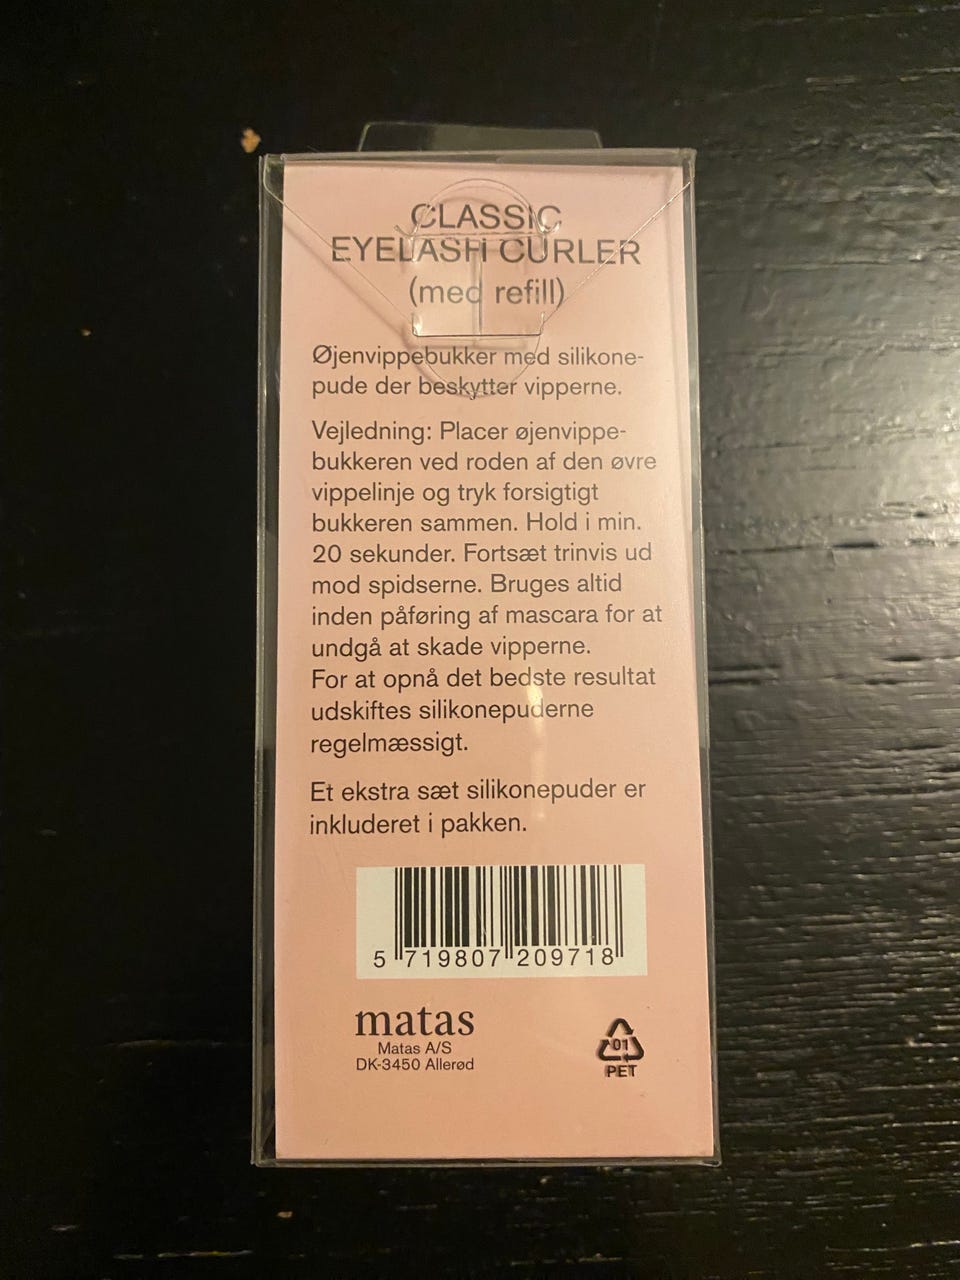 CLASSIC
EYELASH CURLER
(med refill)
Øjenvippebukker med silikone-
pude der beskytter vipperne.
Vejledning: Placer øjenvippe-
bukkeren ved roden af den øvre
vippelinje og tryk forsigtigt
bukkeren sammen. Hold i min.
20 sekunder. Fortsæt trinvis ud
mod spidserne. Bruges altid
inden påføring af mascara for at
undgå at skade vipperne.
For at opnå det bedste resultat
udskiftes silikonepuderne
regelmæssigt.
Et ekstra sæt silikonepuder er
inkluderet i pakken.
5 719807 209718
matas
Matas A/S
DK-3450 Allerød
01
PET